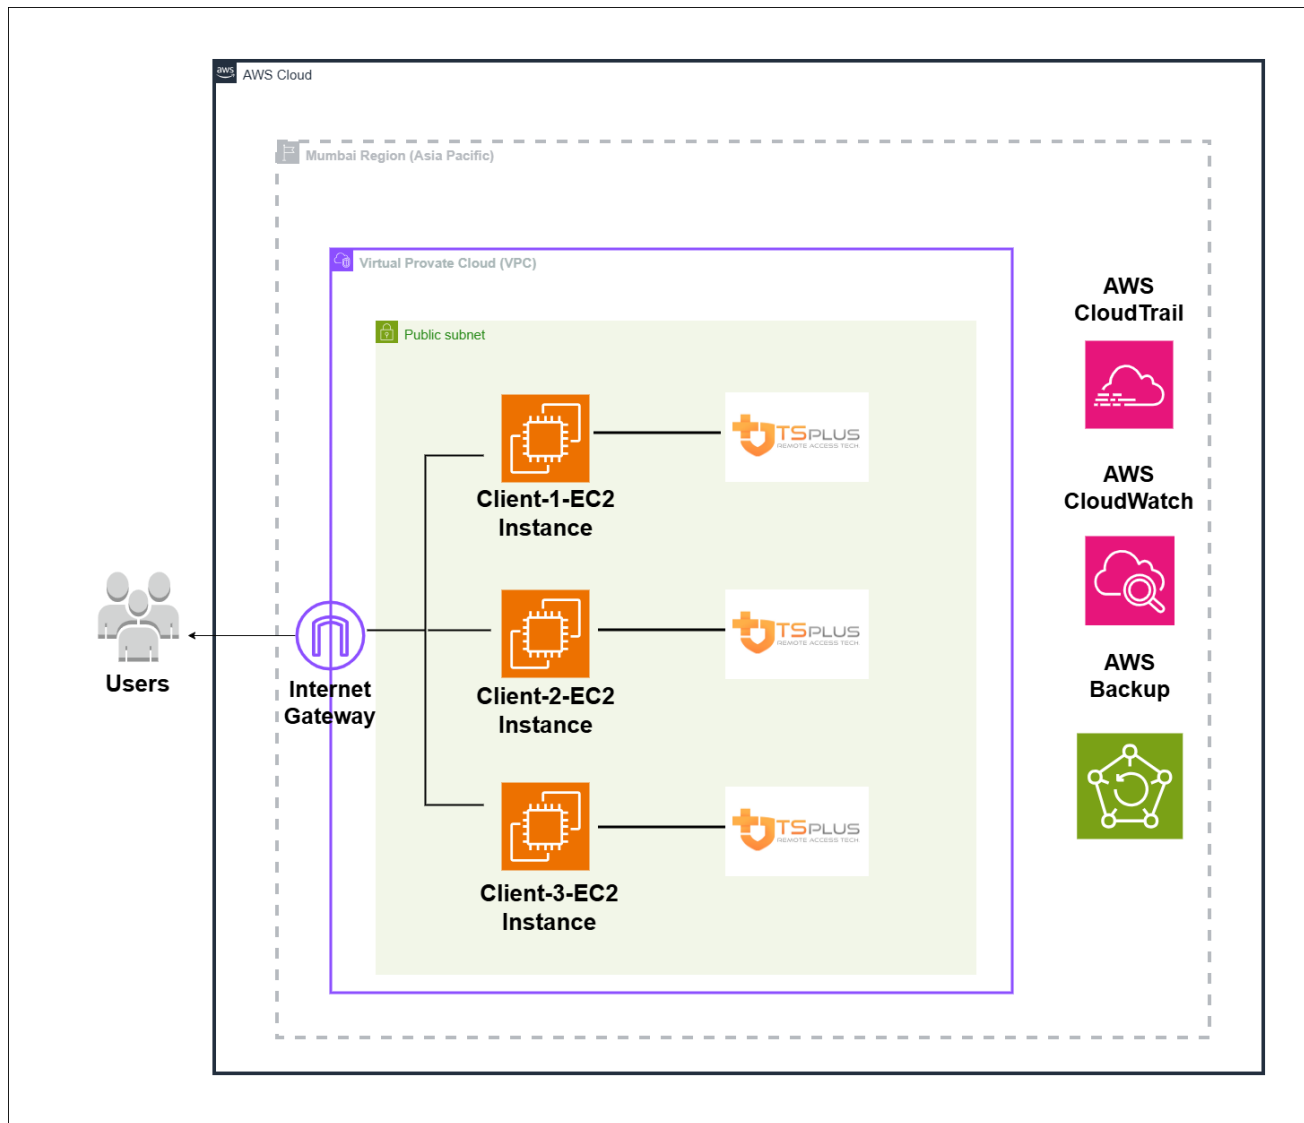 aws
AWS Cloud
Mumbai Region (Asia Pacific)
Virtual Provate Cloud (VPC)
Public subnet
AWS
CloudTrail
TSPLUS
REMOTE ACCESS TECH
Client-1-EC2
Instance
AWS
CloudWatch
TSPLUS
REMOTE ACCESS TECH
Users
Internet
Gateway
Client-2-EC2
Instance
AWS
Backup
TSPLUS
REMOTE ACCESS TECH
Client-3-EC2
Instance